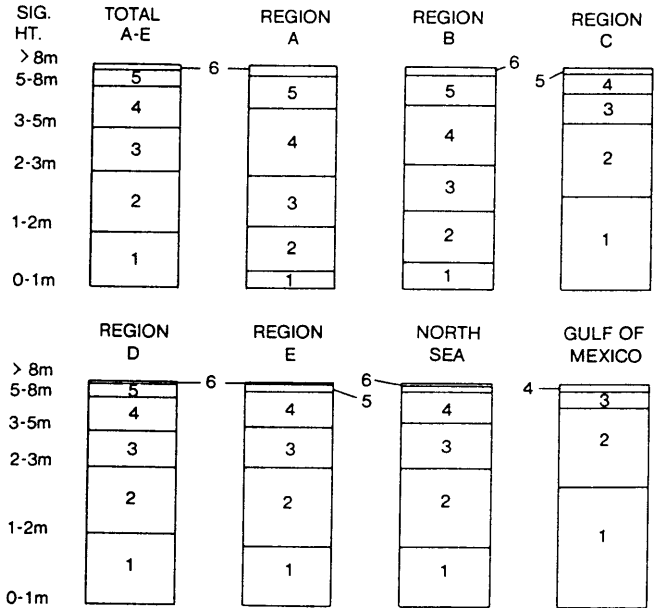 SIG. TOTAL REGION REGION REGION
HT. A-E A B C
> 8m
6 6
5-8m 5 5 5 5 4
4 3
3-5m 4 4
3 2
2-3m 3 3
2 2 2
1-2m 1
1 1 1
0-1m
REGION REGION NORTH GULF OF
D E SEA MEXICO
> 8m
6 6 4
5-8m 5 5 3
4 4 4
3-5m
3 3 3 2
2-3m
2 2 2
1-2m
1 1 1 1
0-1m